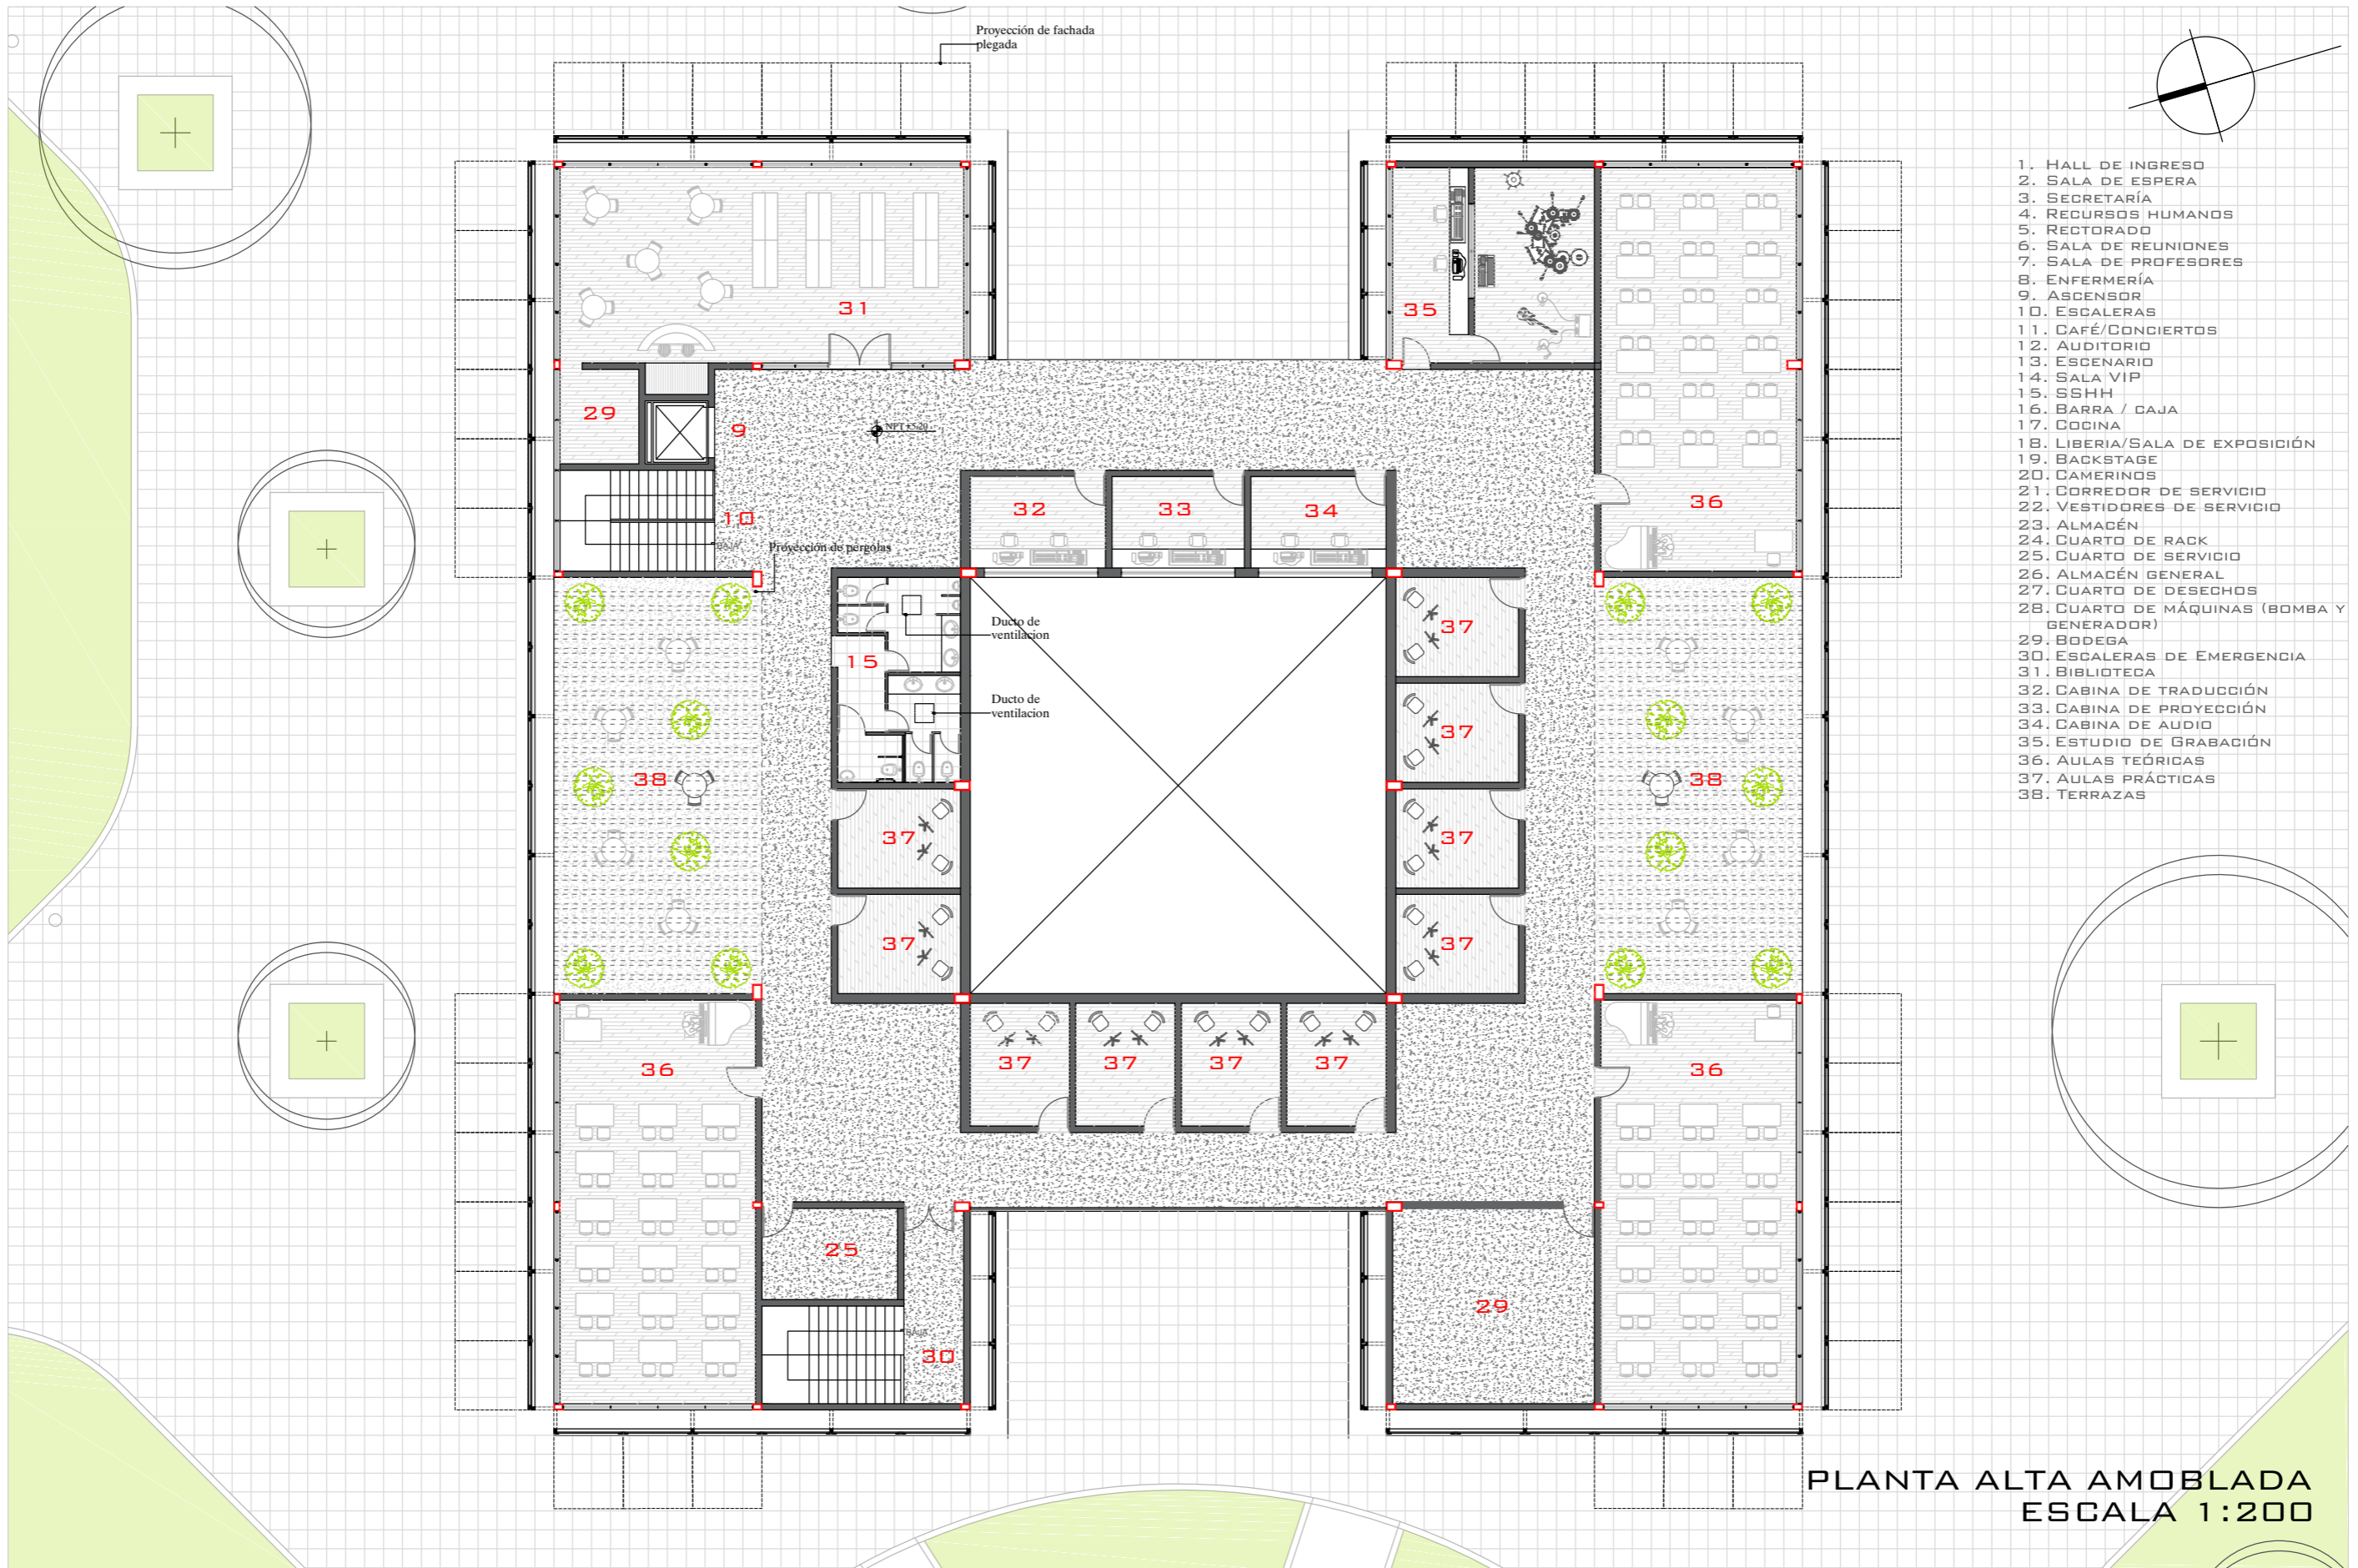 Proyección de fachada
plegada
1. HALL DE INGRESO
2. SALA DE ESPERA
3. SECRETARÍA
4. RECURSOS HUMANOS
5. RECTORADO
6. SALA DE REUNIONES
7. SALA DE PROFESORES
8. ENFERMERÍA
9. ASCENSOR
10. ESCALERAS
11. CAFÉ/CONCIERTOS
12. AUDITORIO
13. ESCENARIO
14. SALA VIP
15. SSHH
16. BARRA / CAJA
17. COCINA
18. LIBERIA/SALA DE EXPOSICIÓN
19. BACKSTAGE
20. CAMERINOS
21. CORREDOR DE SERVICIO
22. VESTIDORES DE SERVICIO
23. ALMACÉN
24. CUARTO DE RACK
25. CUARTO DE SERVICIO
26. ALMACÉN GENERAL
27. CUARTO DE DESECHOS
28. CUARTO DE MÁQUINAS (BOMBA Y
GENERADOR)
29. BODEGA
30. ESCALERAS DE EMERGENCIA
31. BIBLIOTECA
32. CABINA DE TRADUCCIÓN
33. CABINA DE PROYECCIÓN
34. CABINA DE AUDIO
35. ESTUDIO DE GRABACIÓN
36. AULAS TEÓRICAS
37. AULAS PRÁCTICAS
38. TERRAZAS
31
35
29
9
NPT +5.20
36
32
33
34
10
BAJA
Proyección de pergolas
Ducto de
ventilacion
37
15
Ducto de
ventilacion
37
38
38
37
37
37
37
36
37
37
37
37
36
25
29
BAJA
30
PLANTA ALTA AMOBLADA
ESCALA 1:200